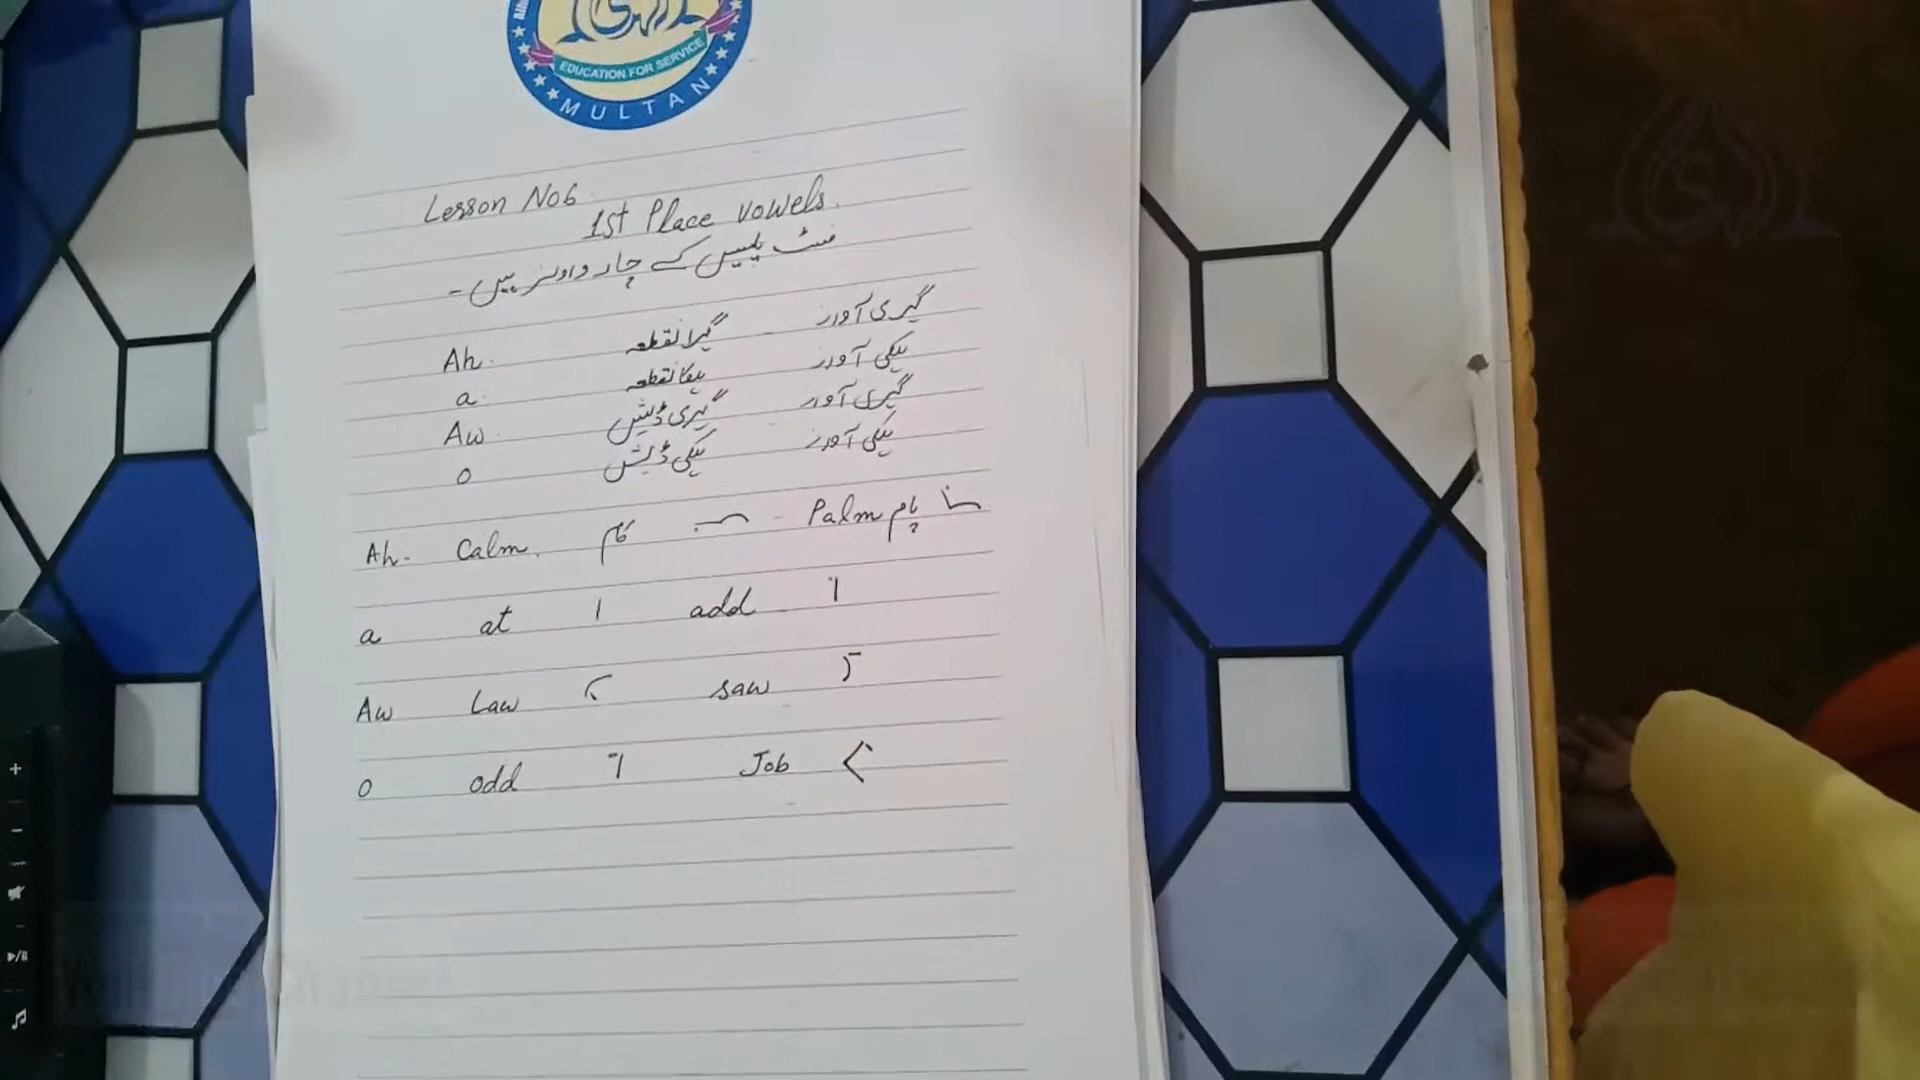 EDUCATION FOR SERVICE
MULTAN
Lesson No6
1st Place vowels.
فسٹ پلیس کے چار واولز ہیں۔
Ah. گہرا نقطہ - گہری آواز
a. ہلکا نقطہ ہلکی آواز
Aw. گہری ڈیش گہری آواز
o ہلکی ڈیش ہلکی آواز
Ah- Calm. کام - Palm پام
a at add
Aw Law saw
o odd Job